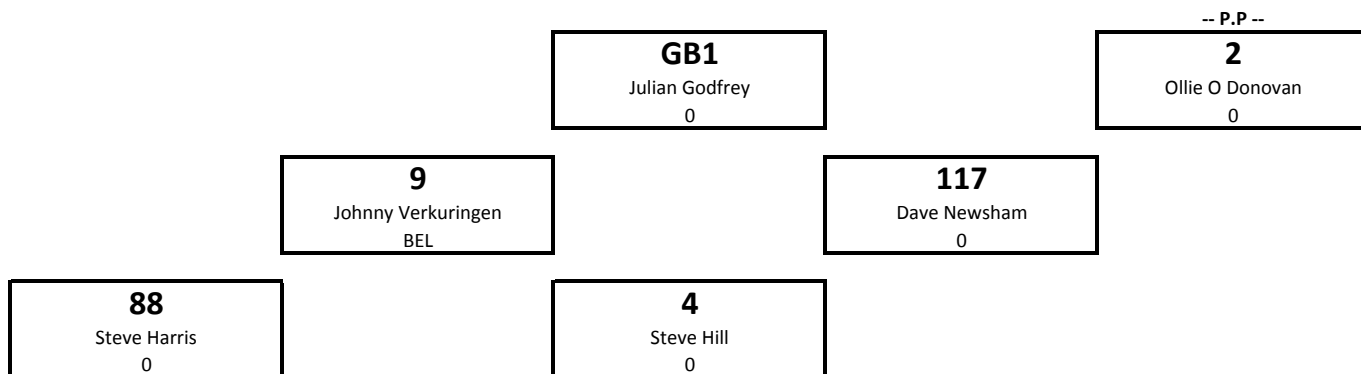 -- P.P --
GB1
Julian Godfrey
0
2
Ollie O Donovan
0
9
Johnny Verkuringen
BEL
117
Dave Newsham
0
88
Steve Harris
0
4
Steve Hill
0